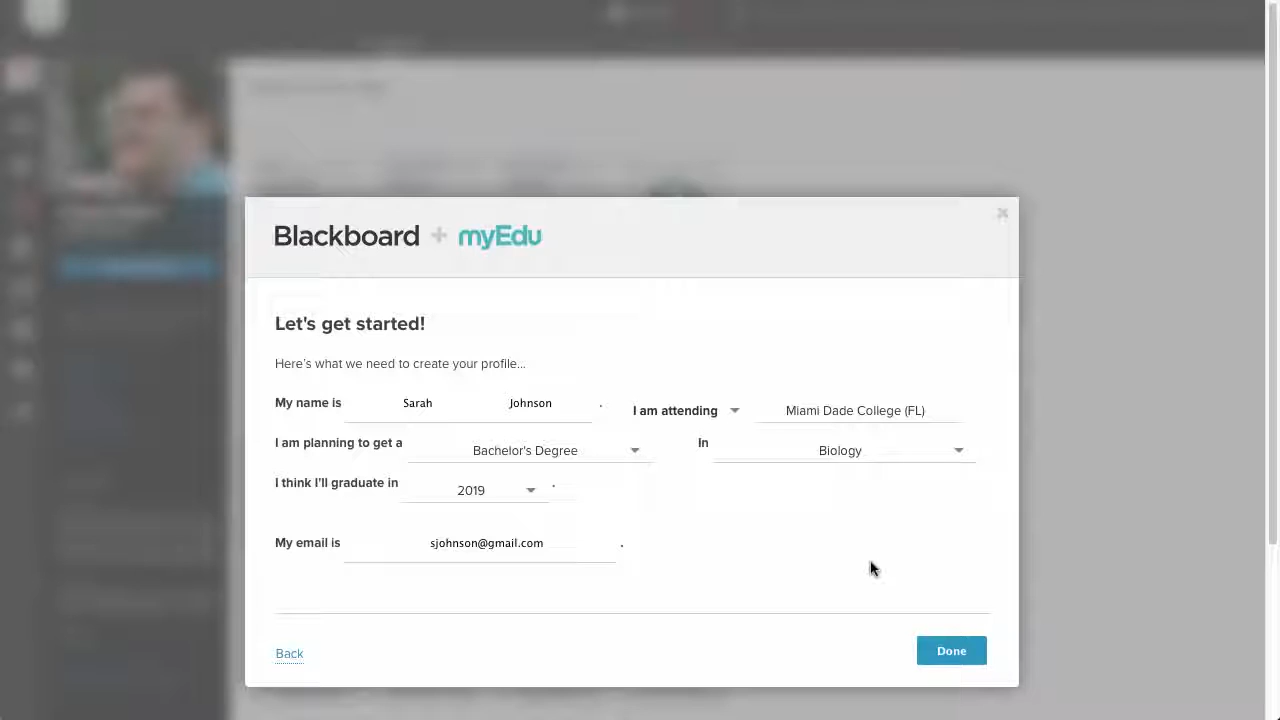 Blackboard + myEdu
Let's get started!
Here's what we need to create your profile...
My name is Sarah Johnson . I am attending Miami Dade College (FL)
I am planning to get a Bachelor's Degree In Biology
I think I'll graduate in 2019 .
My email is sjohnson@gmail.com .
Back Done